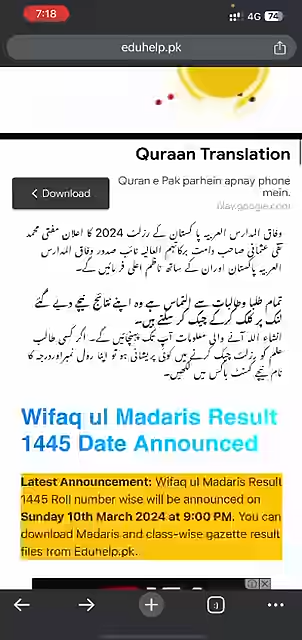 7:18
4G 74
eduhelp.pk
Quraan Translation
Quran e Pak parhein apnay phone
mein.
play.google.com
Download
وفاق المدارس العربیہ پاکستان کے رزلٹ 2024 کا اعلان مفتی محمد
تقی عثمانی صاحب دامت برکاتہم العالیہ نائب صدور وفاق المدارس
العربیہ پاکستان اوران کے ساتھ ناظم اعلی فرمائیں گے۔
تمام طلبا وطالبات سے التماس ہے وہ اپنے نتائج نیچے دیے گئے
لنک پر کلک کرکے چیک کر سکتے ہیں۔
انشاء اللہ آنے والی معلومات آپ تک پہنچائیں گے۔ اگر کسی طالب
علم کو رزلٹ چیک کرنے میں کوئی پریشانی ہو تو اپنا رول نمبراوردرجہ کا
نام نیچے کمنٹ باکس میں لکھیں۔
Wifaq ul Madaris Result
1445 Date Announced
Latest Announcement: Wifaq ul Madaris Result
1445 Roll number wise will be announced on
Sunday 10th March 2024 at 9:00 PM. You can
download Madaris and class-wise gazette result
files from Eduhelp.pk.
:)